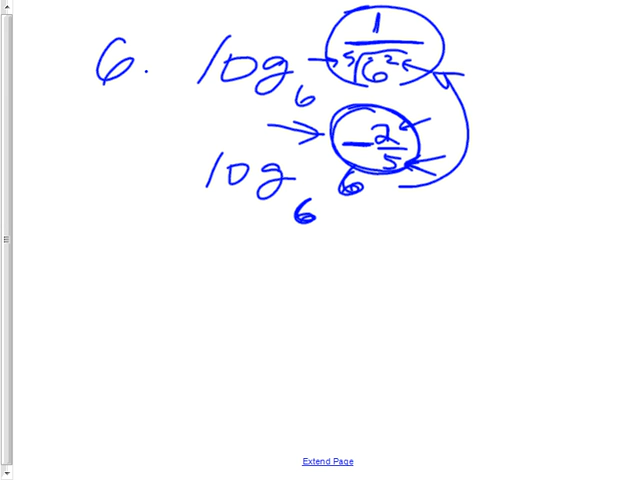 6. log₆ 1/⁵√6²
log₆ 6^(-2/5)
Extend Page